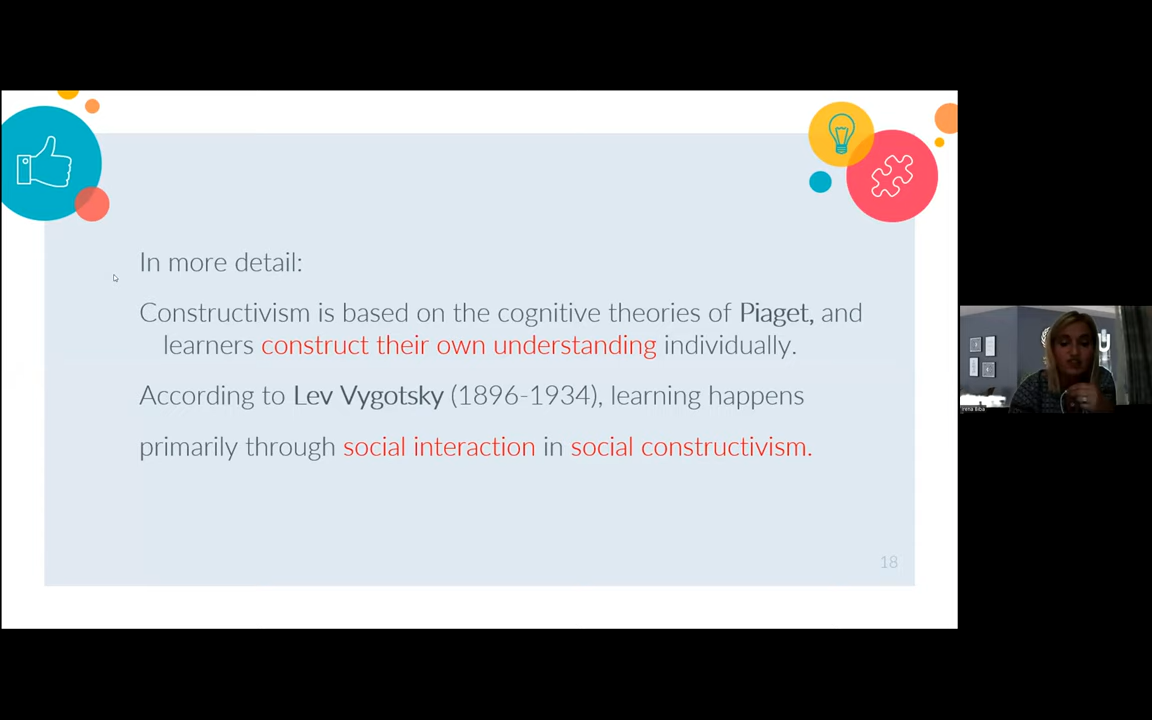 In more detail:
Constructivism is based on the cognitive theories of Piaget, and
learners construct their own understanding individually.
According to Lev Vygotsky (1896-1934), learning happens
primarily through social interaction in social constructivism.
18